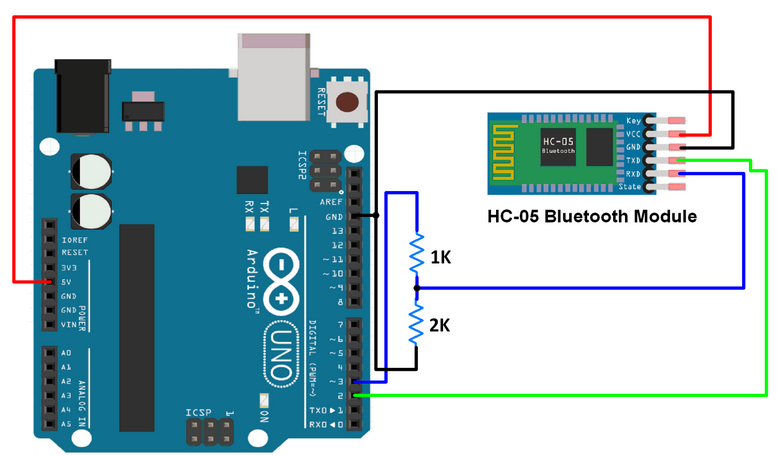 RESET
ICSP2
AREF
GND
13
12
~ 11
~ 10
~ 9
8
7
~ 6
~ 5
4
~ 3
2
TX0 ▶ 1
RX0 ◀ 0
DIGITAL (PWM=~)
RX
TX
L
Arduino™
UNO
ON
ICSP
1
IOREF
RESET
3V3
5V
GND
GND
VIN
POWER
A0
A1
A2
A3
A4
A5
ANALOG IN
1K
2K
HC-05
Bluetooth
Key
VCC
GND
TXD
RXD
State
HC-05 Bluetooth Module